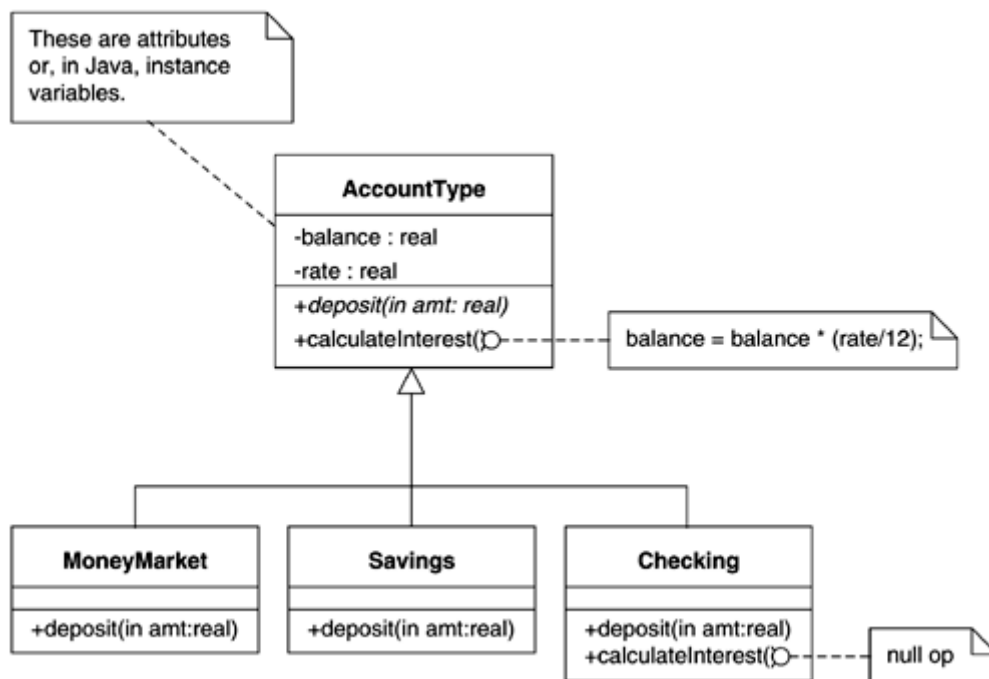 These are attributes
or, in Java, instance
variables.
AccountType
-balance : real
-rate : real
+deposit(in amt: real)
+calculateInterest()
balance = balance * (rate/12);
MoneyMarket
+deposit(in amt:real)
Savings
+deposit(in amt:real)
Checking
+deposit(in amt:real)
+calculateInterest()
null op